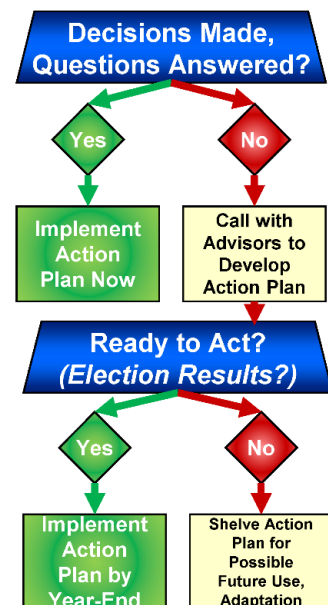 Decisions Made,
Questions Answered?
Yes
No
Implement
Action
Plan Now
Call with
Advisors to
Develop
Action Plan
Ready to Act?
(Election Results?)
Yes
No
Implement
Action
Plan by
Year-End
Shelve Action
Plan for
Possible
Future Use,
Adaptation